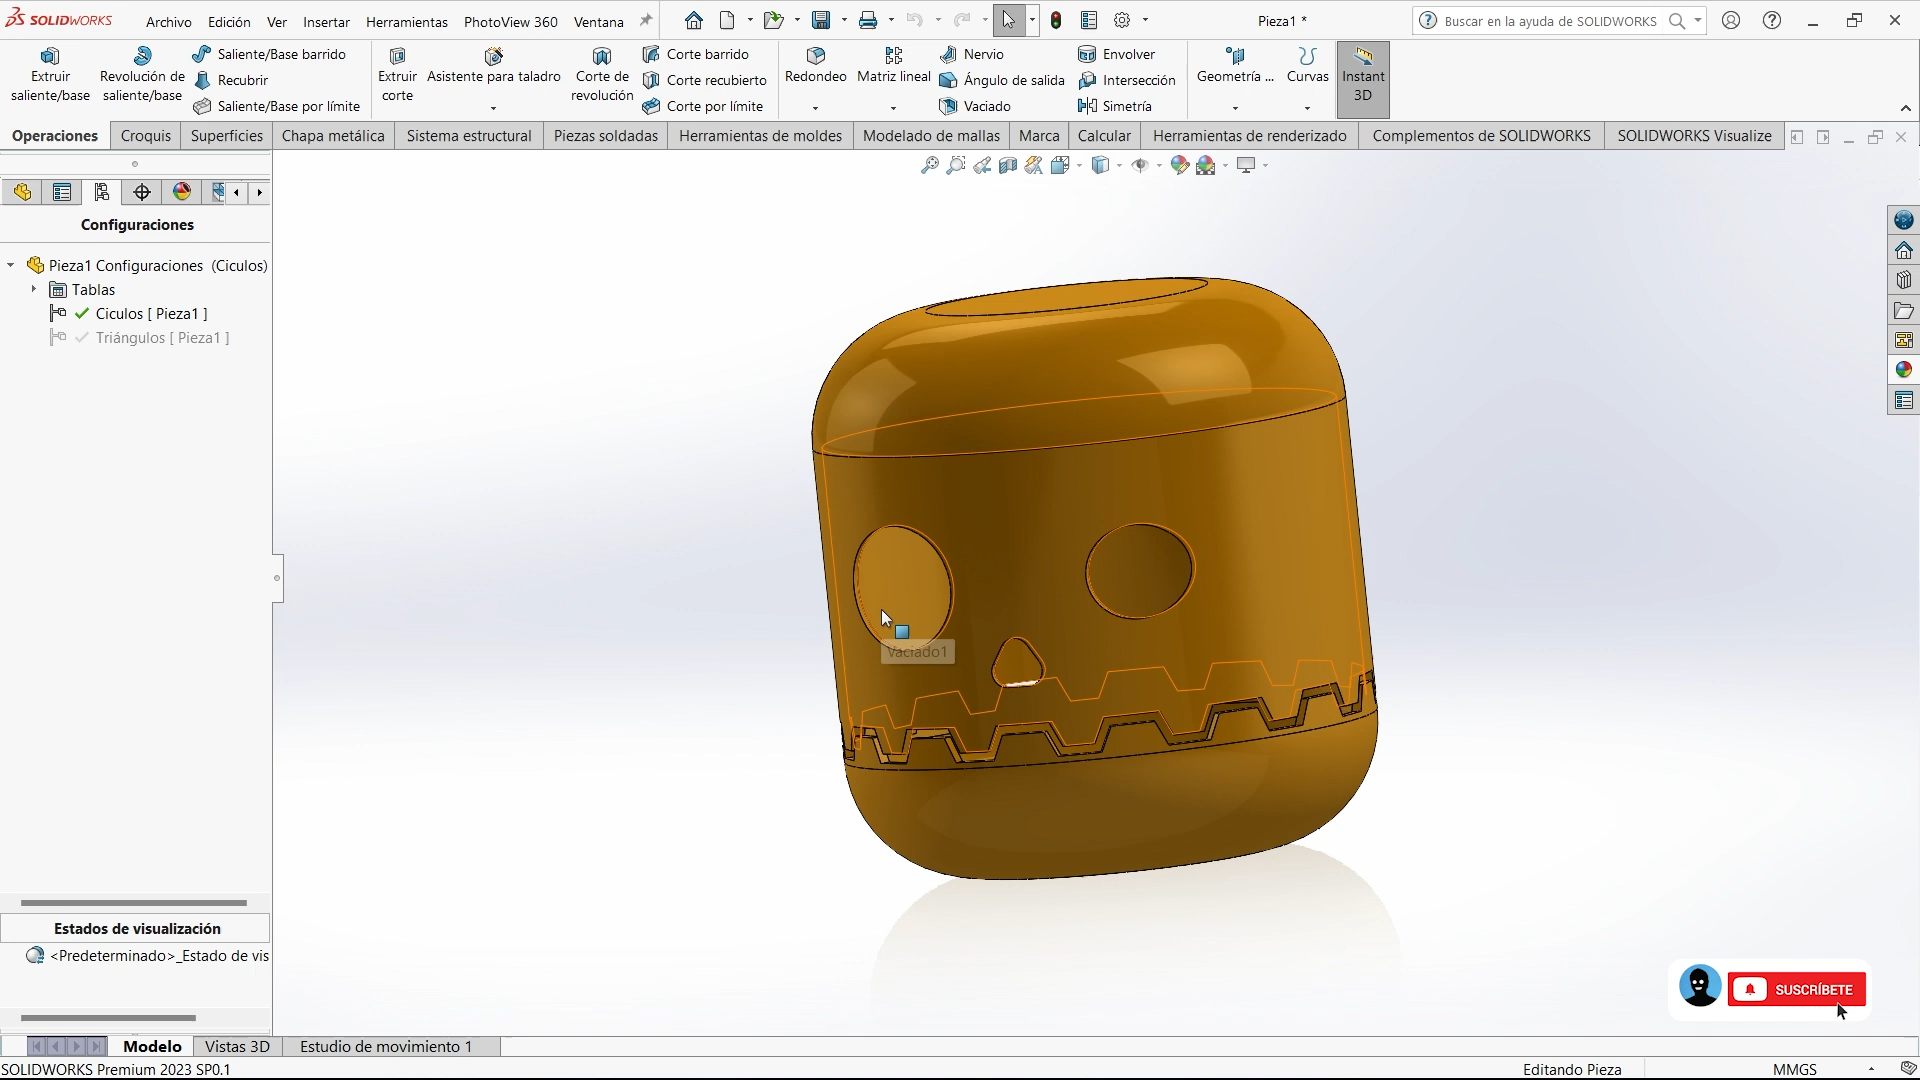 SOLIDWORKS
Archivo Edición Ver Insertar Herramientas PhotoView 360 Ventana
Pieza1 *
Buscar en la ayuda de SOLIDWORKS
Extruir saliente/base
Revolución de saliente/base
Saliente/Base barrido
Recubrir
Saliente/Base por límite
Extruir corte
Asistente para taladro
Corte de revolución
Corte barrido
Corte recubierto
Corte por límite
Redondeo
Matriz lineal
Nervio
Ángulo de salida
Vaciado
Envolver
Intersección
Simetría
Geometría ...
Curvas
Instant 3D
Operaciones Croquis Superficies Chapa metálica Sistema estructural Piezas soldadas Herramientas de moldes Modelado de mallas Marca Calcular Herramientas de renderizado Complementos de SOLIDWORKS SOLIDWORKS Visualize
Configuraciones
Pieza1 Configuraciones (Ciculos)
Tablas
Ciculos [ Pieza1 ]
Triángulos [ Pieza1 ]
Vaciado1
Estados de visualización
<Predeterminado>_Estado de vis
SUSCRÍBETE
Modelo Vistas 3D Estudio de movimiento 1
SOLIDWORKS Premium 2023 SP0.1
Editando Pieza
MMGS